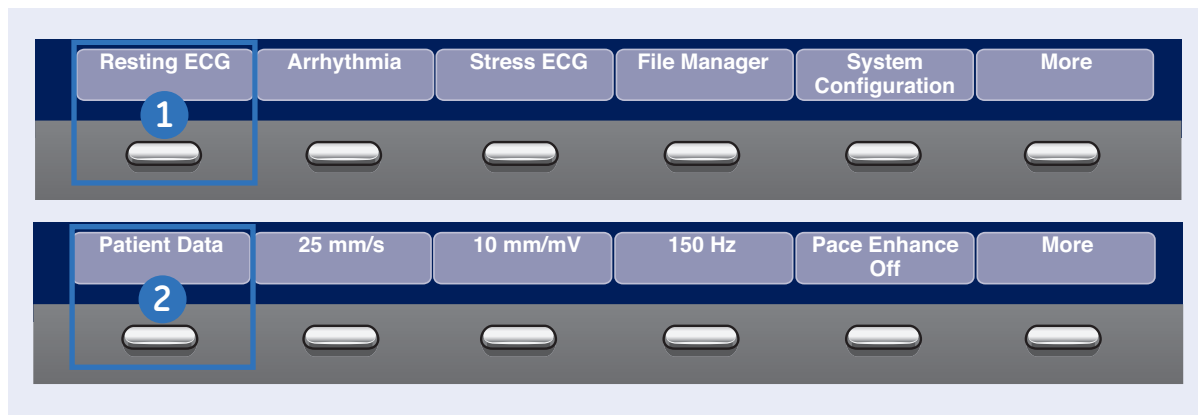 Resting ECG
Arrhythmia
Stress ECG
File Manager
System
Configuration
More
1
Patient Data
25 mm/s
10 mm/mV
150 Hz
Pace Enhance
Off
More
2